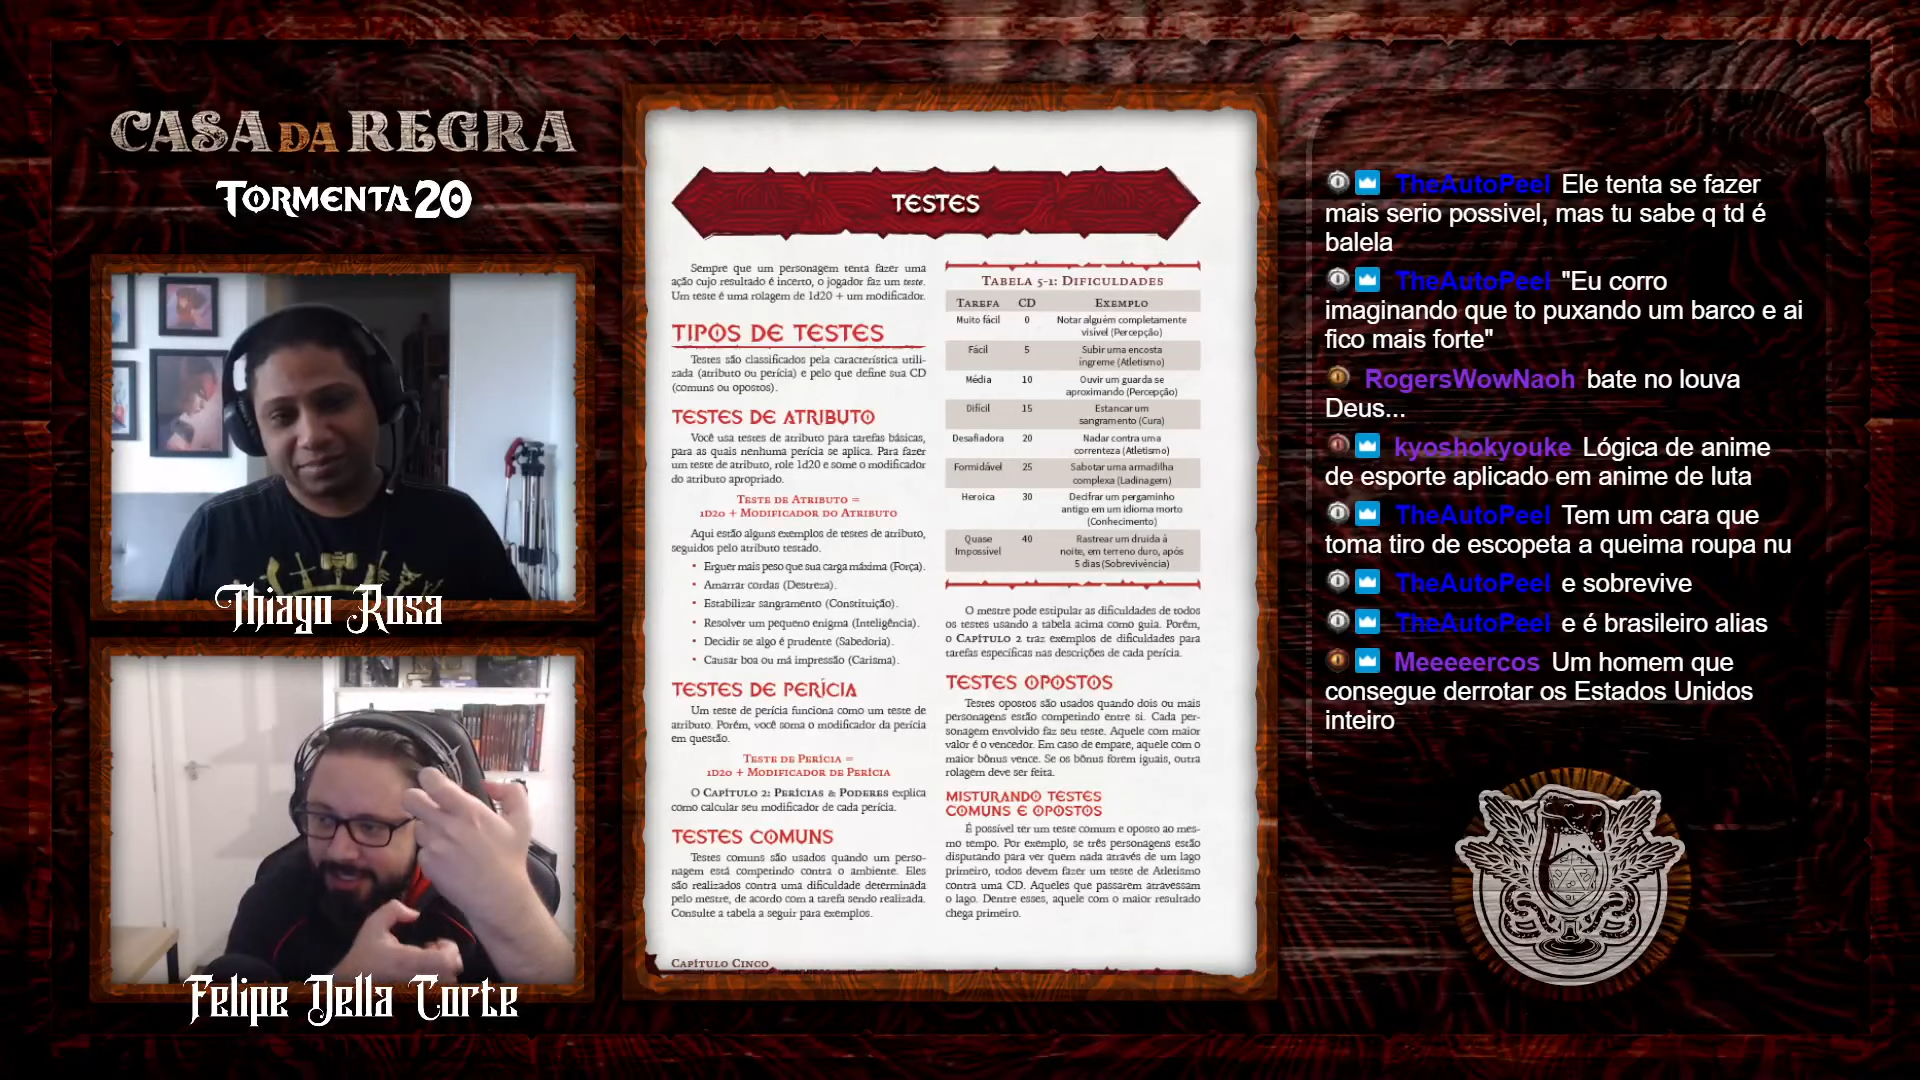 CASA DA REGRA
TORMENTA20
Thiago Rosa
Felipe Della Corte
TESTES
Sempre que um personagem tenta fazer uma
ação cujo resultado é incerto, o jogador faz um teste.
Um teste é uma rolagem de 1d20 + um modificador.
TIPOS DE TESTES
Testes são classificados pela característica utili-
zada (atributo ou perícia) e pelo que define sua CD
(comuns ou opostos).
TESTES DE ATRIBUTO
Você usa testes de atributo para tarefas básicas,
para as quais nenhuma perícia se aplica. Para fazer
um teste de atributo, role 1d20 e some o modificador
do atributo apropriado.
TESTE DE ATRIBUTO =
1D20 + MODIFICADOR DO ATRIBUTO
Aqui estão alguns exemplos de testes de atributo,
seguidos pelo atributo testado.
• Erguer mais peso que sua carga máxima (Força).
• Amarrar cordas (Destreza).
• Estabilizar sangramento (Constituição).
• Resolver um pequeno enigma (Inteligência).
• Decidir se algo é prudente (Sabedoria).
• Causar boa ou má impressão (Carisma).
TESTES DE PERÍCIA
Um teste de perícia funciona como um teste de
atributo. Porém, você soma o modificador da perícia
em questão.
TESTE DE PERÍCIA =
1D20 + MODIFICADOR DE PERÍCIA
O CAPÍTULO 2: PERÍCIAS & PODERES explica
como calcular seu modificador de cada perícia.
TESTES COMUNS
Testes comuns são usados quando um perso-
nagem está competindo contra o ambiente. Eles
são realizados contra uma dificuldade determinada
pelo mestre, de acordo com a tarefa sendo realizada.
Consulte a tabela a seguir para exemplos.
CAPÍTULO CINCO
TABELA 5-1: DIFICULDADES
TAREFA CD EXEMPLO
Muito fácil 0 Notar alguém completamente
visível (Percepção)
Fácil 5 Subir uma encosta
íngreme (Atletismo)
Média 10 Ouvir um guarda se
aproximando (Percepção)
Difícil 15 Estancar um
sangramento (Cura)
Desafiadora 20 Nadar contra uma
correnteza (Atletismo)
Formidável 25 Sabotar uma armadilha
complexa (Ladinagem)
Heroica 30 Decifrar um pergaminho
antigo em um idioma morto
(Conhecimento)
Quase 40 Rastrear um druida à
Impossível noite, em terreno duro, após
5 dias (Sobrevivência)
O mestre pode estipular as dificuldades de todos
os testes usando a tabela acima como guia. Porém,
o CAPÍTULO 2 traz exemplos de dificuldades para
tarefas específicas nas descrições de cada perícia.
TESTES OPOSTOS
Testes opostos são usados quando dois ou mais
personagens estão competindo entre si. Cada per-
sonagem envolvido faz seu teste. Aquele com maior
valor é o vencedor. Em caso de empate, aquele com o
maior bônus vence. Se os bônus forem iguais, outra
rolagem deve ser feita.
MISTURANDO TESTES
COMUNS E OPOSTOS
É possível ter um teste comum e oposto ao mes-
mo tempo. Por exemplo, se três personagens estão
disputando para ver quem nada através de um lago
primeiro, todos devem fazer um teste de Atletismo
contra uma CD. Aqueles que passarem atravessam
o lago. Dentre esses, aquele com o maior resultado
chega primeiro.
TheAutoPeel Ele tenta se fazer
mais serio possivel, mas tu sabe q td é
balela
TheAutoPeel "Eu corro
imaginando que to puxando um barco e ai
fico mais forte"
RogersWowNaoh bate no louva
Deus...
kyoshokyouke Lógica de anime
de esporte aplicado em anime de luta
TheAutoPeel Tem um cara que
toma tiro de escopeta a queima roupa nu
TheAutoPeel e sobrevive
TheAutoPeel e é brasileiro alias
Meeeeercos Um homem que
consegue derrotar os Estados Unidos
inteiro